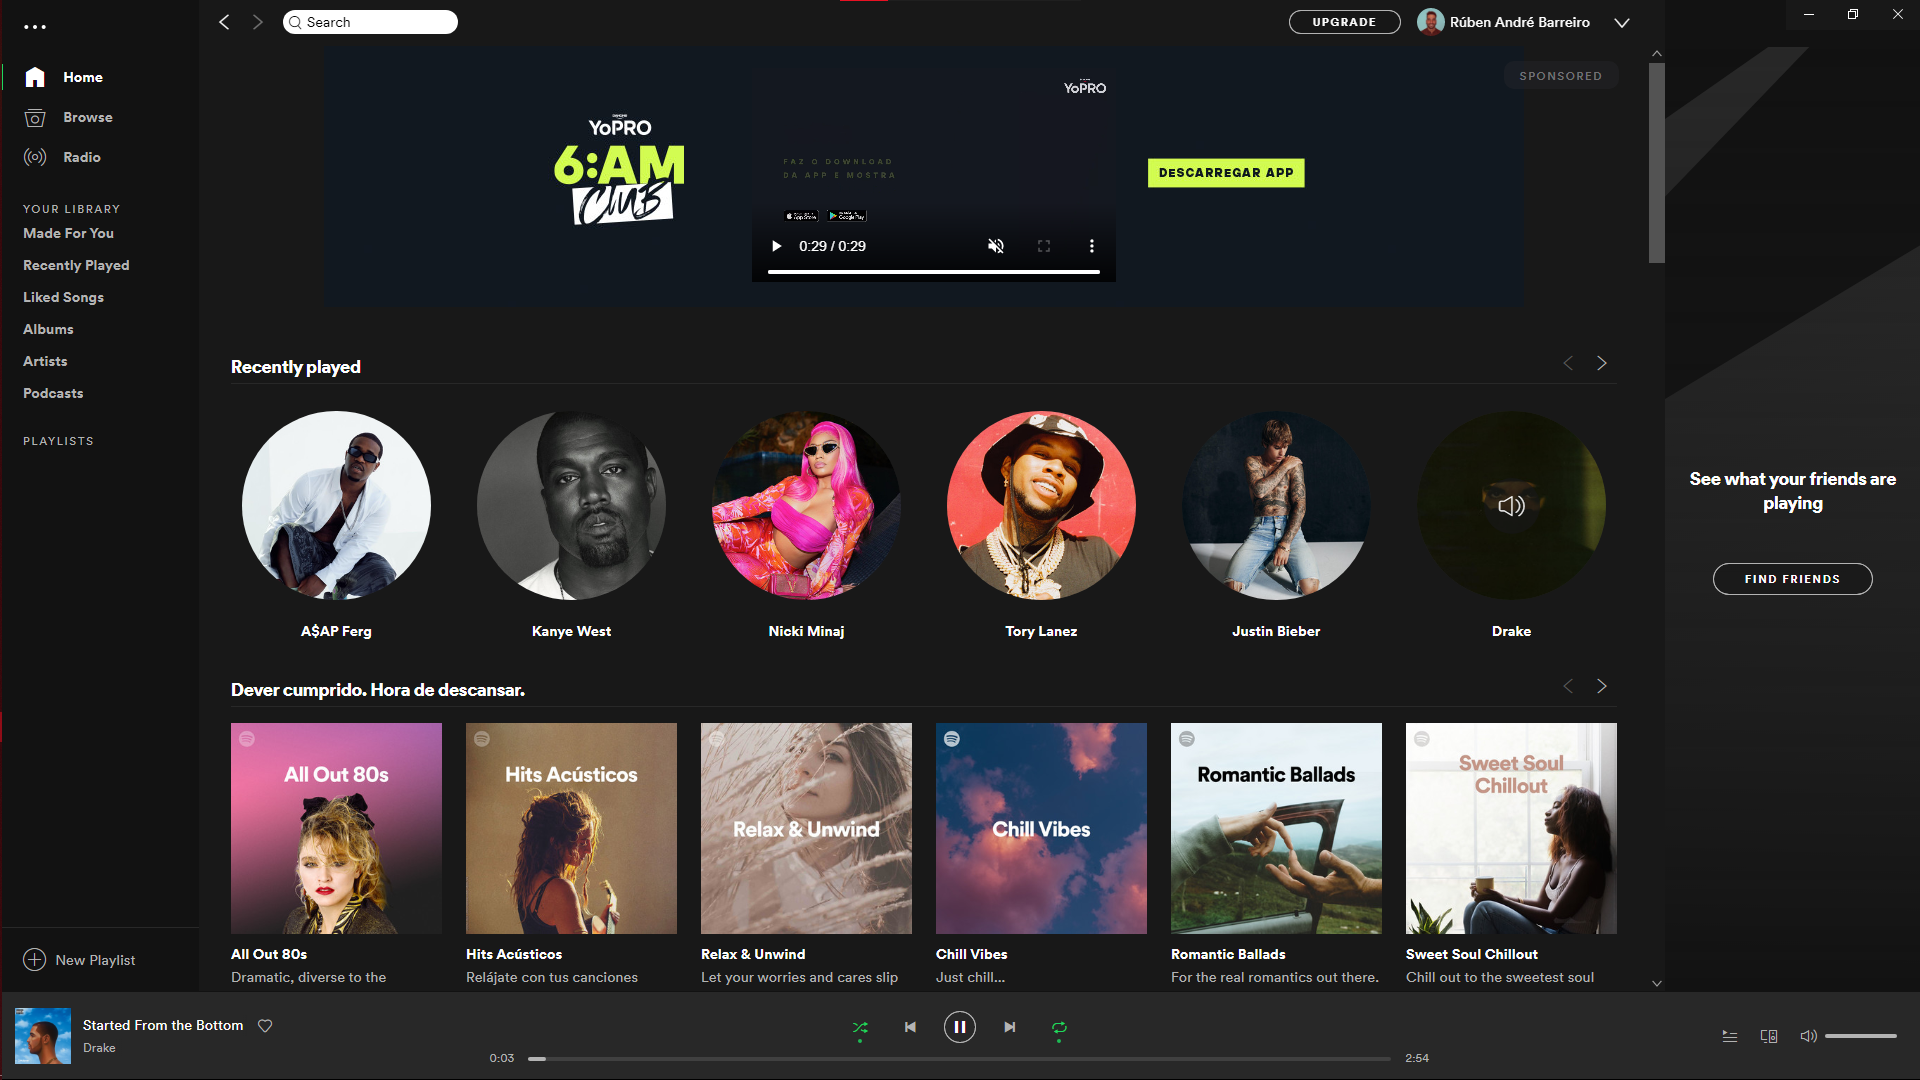 Search
UPGRADE
Rúben André Barreiro
Home
Browse
Radio
YOUR LIBRARY
Made For You
Recently Played
Liked Songs
Albums
Artists
Podcasts
PLAYLISTS
New Playlist
SPONSORED
YoPRO
6:AM
CLUB
YoPRO
FAZ O DOWNLOAD
DA APP E MOSTRA
App Store
Google Play
0:29 / 0:29
DESCARREGAR APP
Recently played
A$AP Ferg
Kanye West
Nicki Minaj
Tory Lanez
Justin Bieber
Drake
Dever cumprido. Hora de descansar.
All Out 80s
Hits Acústicos
Relax & Unwind
Chill Vibes
Romantic Ballads
Sweet Soul
Chillout
All Out 80s
Dramatic, diverse to the
Hits Acústicos
Relájate con tus canciones
Relax & Unwind
Let your worries and cares slip
Chill Vibes
Just chill...
Romantic Ballads
For the real romantics out there.
Sweet Soul Chillout
Chill out to the sweetest soul
See what your friends are
playing
FIND FRIENDS
Started From the Bottom
Drake
0:03
2:54